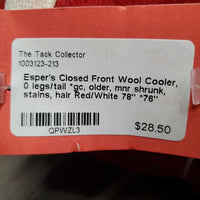 The Tack Collector
1003123-213
Esper's Closed Front Wool Cooler,
0 legs/tail *gc, older, mnr shrunk,
stains, hair Red/White 78" *76"
QPWZL3
$28.50